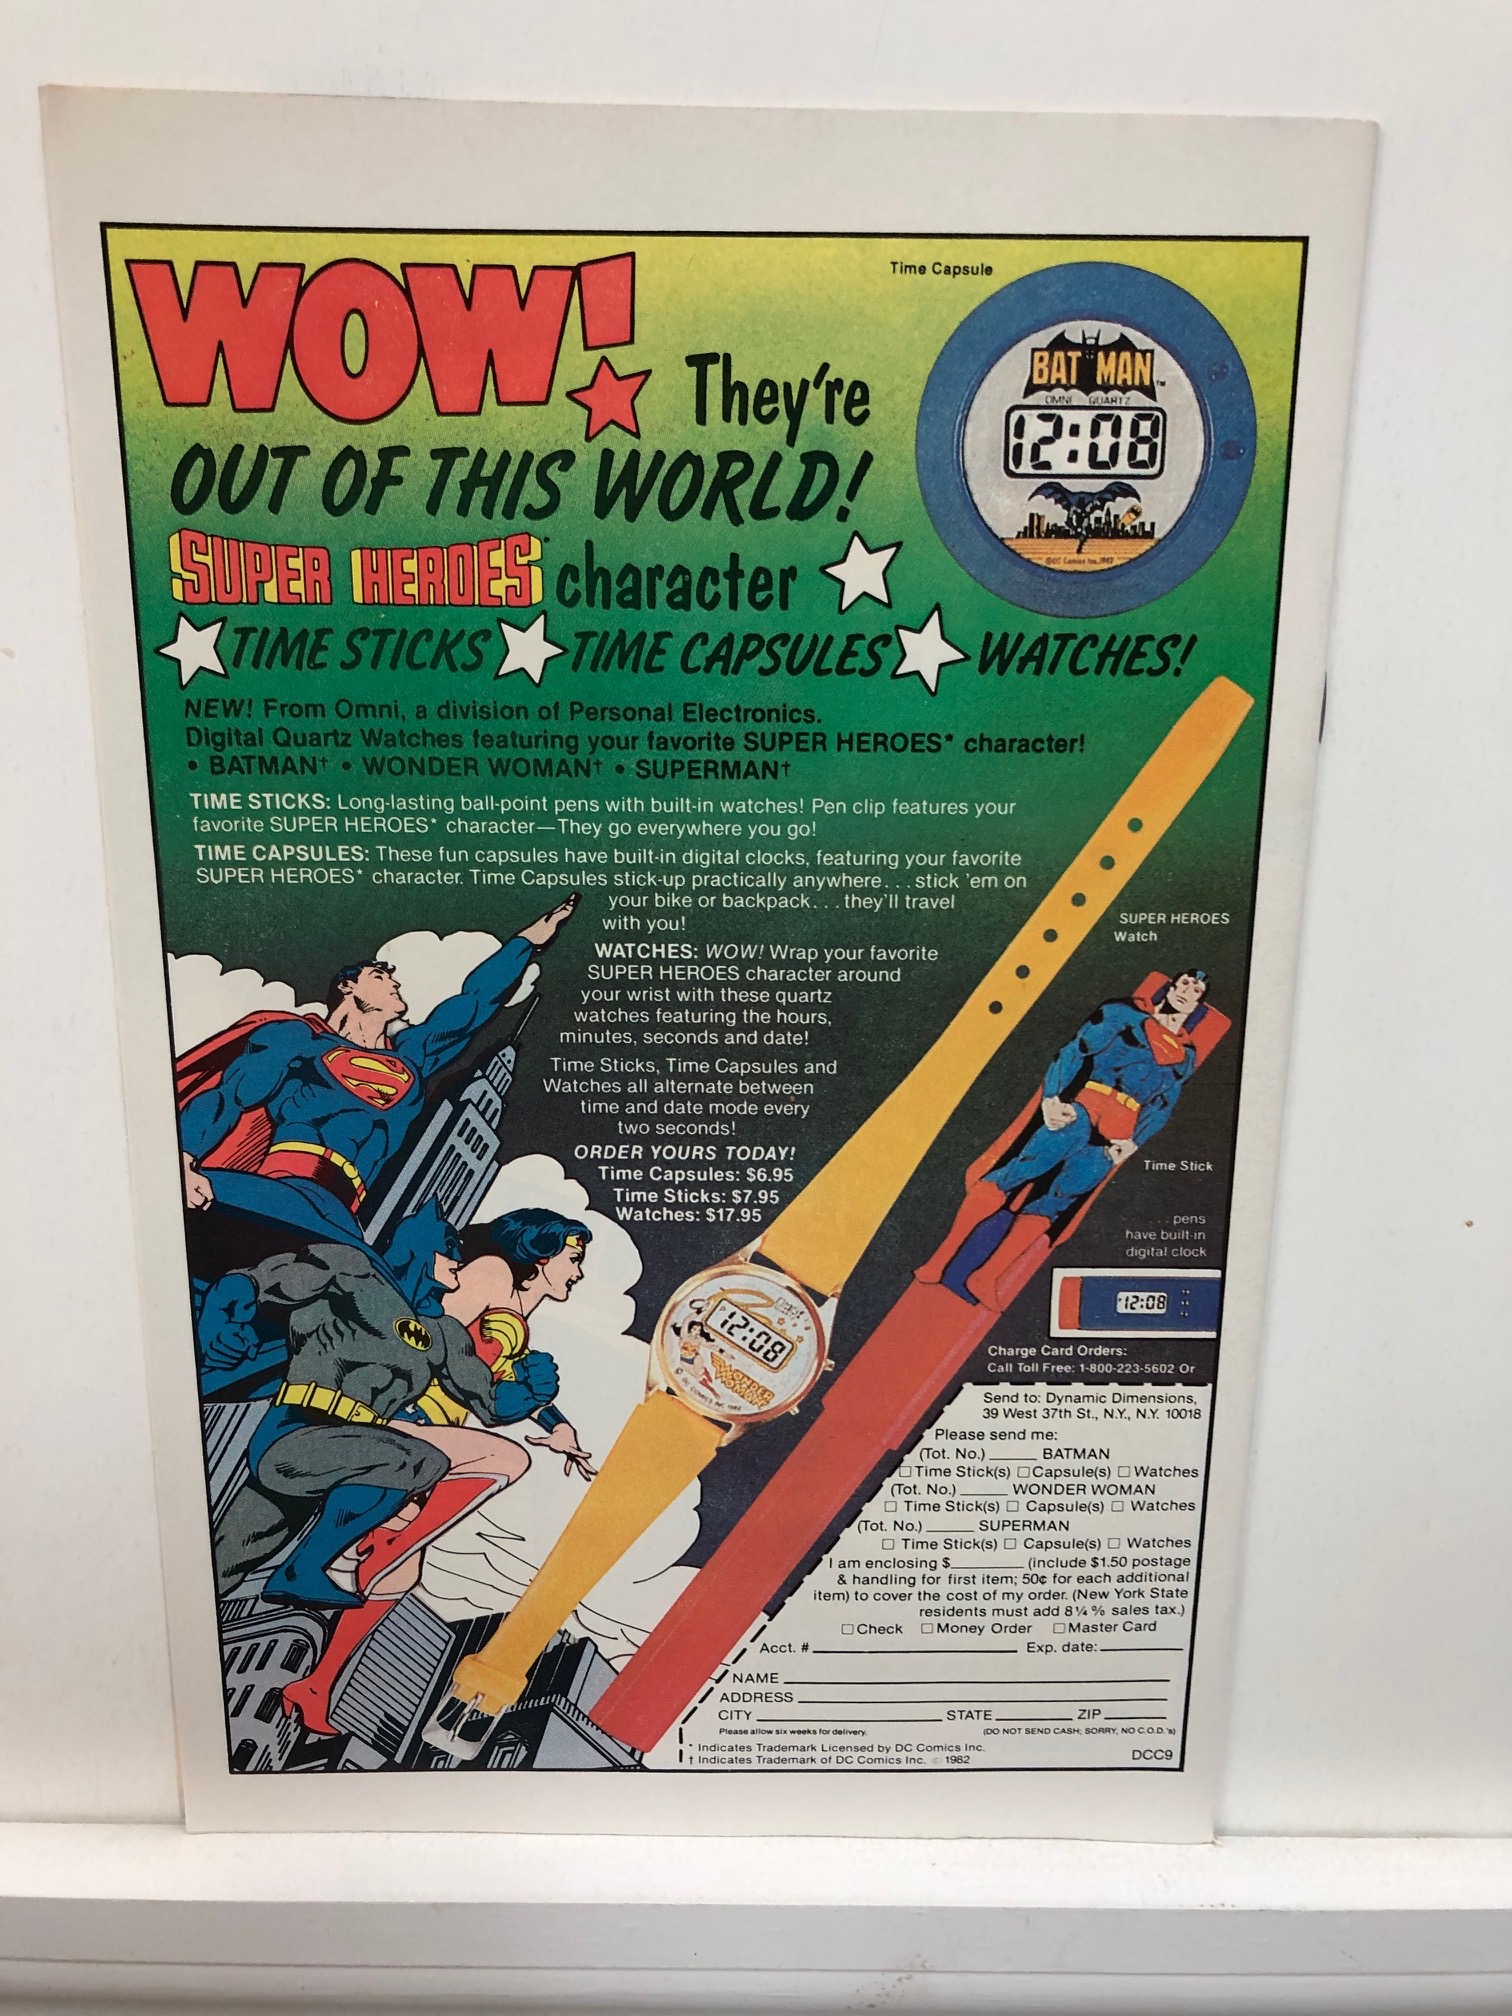 WOW!
They're
OUT OF THIS WORLD!
SUPER HEROES* character
TIME STICKS TIME CAPSULES WATCHES!
Time Capsule
BATMAN™
OMNI QUARTZ
12:08
©DC Comics Inc. 1982
NEW! From Omni, a division of Personal Electronics.
Digital Quartz Watches featuring your favorite SUPER HEROES* character!
• BATMAN† • WONDER WOMAN† • SUPERMAN†
TIME STICKS: Long-lasting ball-point pens with built-in watches! Pen clip features your
favorite SUPER HEROES* character—They go everywhere you go!
TIME CAPSULES: These fun capsules have built-in digital clocks, featuring your favorite
SUPER HEROES* character. Time Capsules stick-up practically anywhere...stick 'em on
your bike or backpack...they'll travel
with you!
WATCHES: WOW! Wrap your favorite
SUPER HEROES character around
your wrist with these quartz
watches featuring the hours,
minutes, seconds and date!
Time Sticks, Time Capsules and
Watches all alternate between
time and date mode every
two seconds!
ORDER YOURS TODAY!
Time Capsules: $6.95
Time Sticks: $7.95
Watches: $17.95
SUPER HEROES
Watch
Time Stick
...pens
have built-in
digital clock
12:08
12:08
WONDER
WOMAN
© DC COMICS INC. 1982
Charge Card Orders:
Call Toll Free: 1-800-223-5602 Or
Send to: Dynamic Dimensions,
39 West 37th St., N.Y., N.Y. 10018
Please send me:
(Tot. No.) ______ BATMAN
☐ Time Stick(s) ☐ Capsule(s) ☐ Watches
(Tot. No.) ______ WONDER WOMAN
☐ Time Stick(s) ☐ Capsule(s) ☐ Watches
(Tot. No.) ______ SUPERMAN
☐ Time Stick(s) ☐ Capsule(s) ☐ Watches
I am enclosing $________ (include $1.50 postage
& handling for first item; 50¢ for each additional
item) to cover the cost of my order. (New York State
residents must add 8¼% sales tax.)
☐ Check ☐ Money Order ☐ Master Card
Acct. # ________ Exp. date: ________
NAME ________
ADDRESS ________
CITY ________ STATE ________ ZIP ________
Please allow six weeks for delivery. (DO NOT SEND CASH; SORRY, NO C.O.D.'s)
* Indicates Trademark Licensed by DC Comics Inc.
† Indicates Trademark of DC Comics Inc. © 1982 DCC9